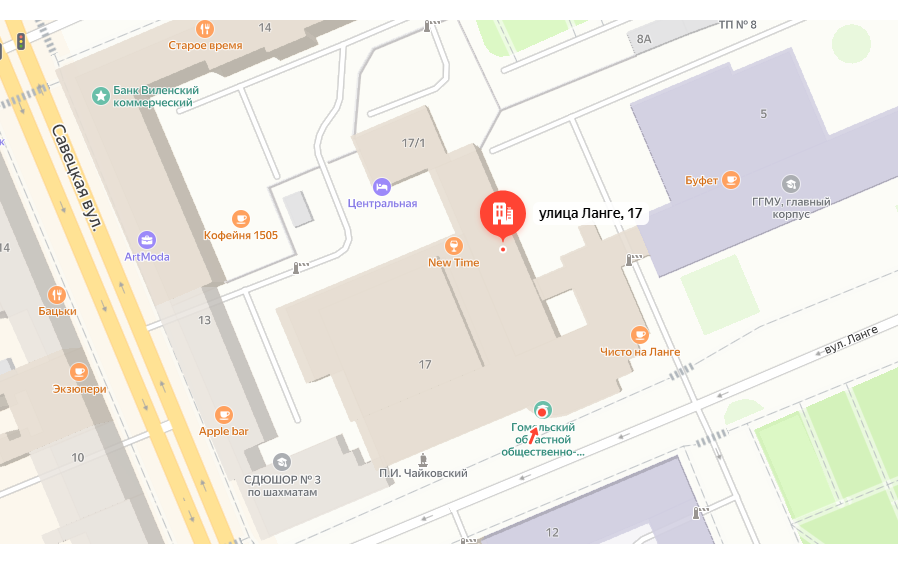 14
Старое время
ТП № 8
8А
Банк Виленский
коммерческий
5
17/1
Савецкая вул.
Буфет
ГГМУ, главный
корпус
Центральная
улица Ланге, 17
Кофейня 1505
14
ArtModa
New Time
Бацьки
13
вул. Ланге
Чисто на Ланге
17
Экзюпери
Apple bar
Гомельский
областной
общественно-...
10
П.И. Чайковский
СДЮШОР № 3
по шахматам
12